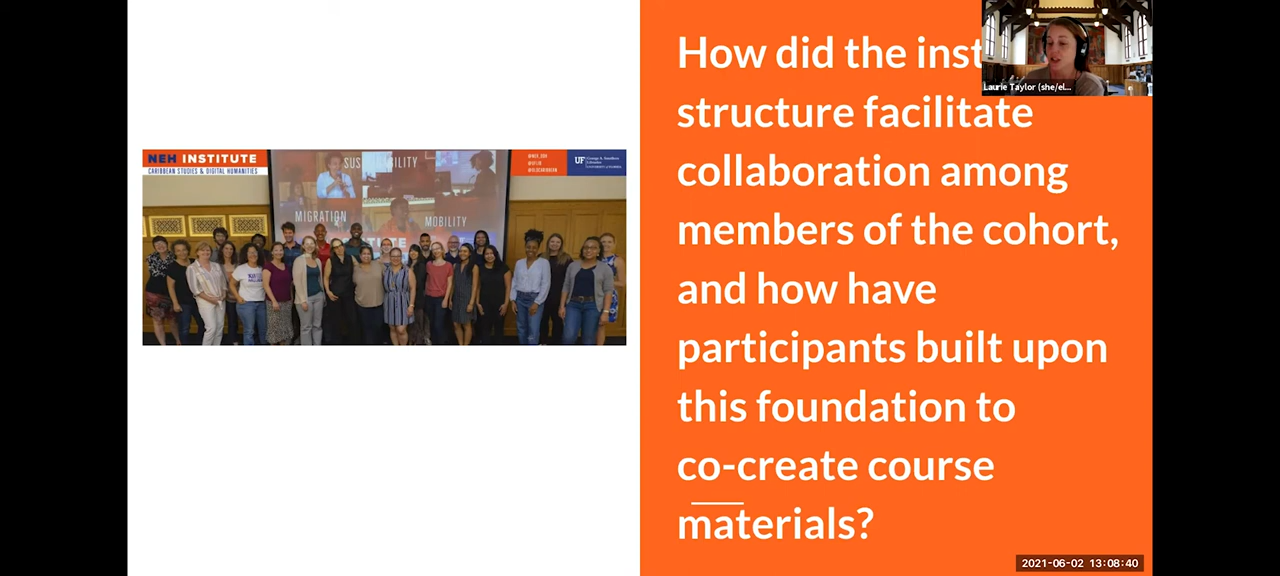 NEH INSTITUTE
CARIBBEAN STUDIES & DIGITAL HUMANITIES
MIGRATION
MOBILITY
UF
How did the inst
structure facilitate
collaboration among
members of the cohort,
and how have
participants built upon
this foundation to
co-create course
materials?
Laurie Taylor (she/el...
2021-06-02 13:08:40